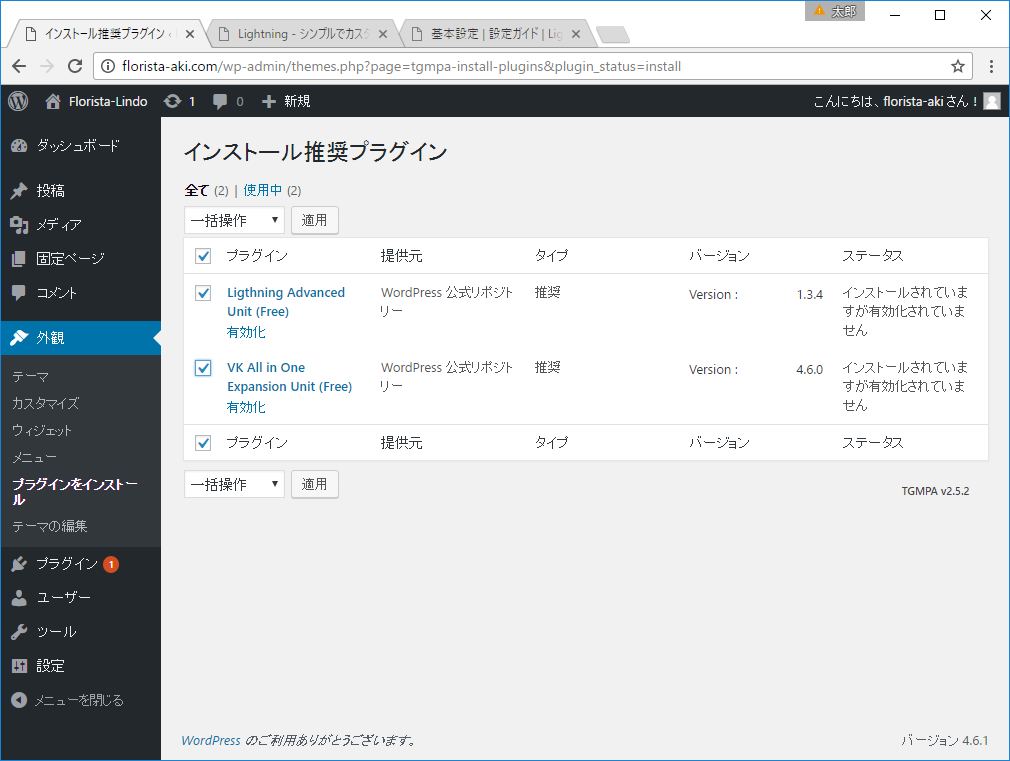 太郎
インストール推奨プラグイン ‹
Lightning - シンプルでカスタ
基本設定 | 設定ガイド | Lig
florista-aki.com/wp-admin/themes.php?page=tgmpa-install-plugins&plugin_status=install
Florista-Lindo 1 0 新規 こんにちは、florista-aki さん !
ダッシュボード
投稿
メディア
固定ページ
コメント
外観
テーマ
カスタマイズ
ウィジェット
メニュー
プラグインをインストー
ル
テーマの編集
プラグイン 1
ユーザー
ツール
設定
メニューを閉じる
インストール推奨プラグイン
全て (2) | 使用中 (2)
一括操作 適用
プラグイン 提供元 タイプ バージョン ステータス
Ligthning Advanced
Unit (Free)
有効化
WordPress 公式リポジト
リー
推奨
Version : 1.3.4
インストールされていま
すが有効化されていま
せん
VK All in One
Expansion Unit (Free)
有効化
WordPress 公式リポジト
リー
推奨
Version : 4.6.0
インストールされていま
すが有効化されていま
せん
プラグイン 提供元 タイプ バージョン ステータス
一括操作 適用
TGMPA v2.5.2
WordPress のご利用ありがとうございます。
バージョン 4.6.1